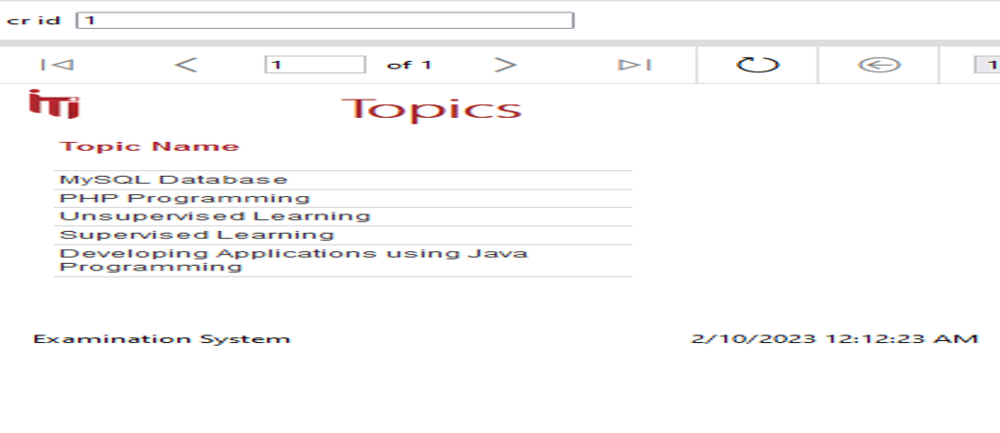 cr id 1
1 of 1 1
iTi
Topics
Topic Name
MySQL Database
PHP Programming
Unsupervised Learning
Supervised Learning
Developing Applications using Java
Programming
Examination System 2/10/2023 12:12:23 AM